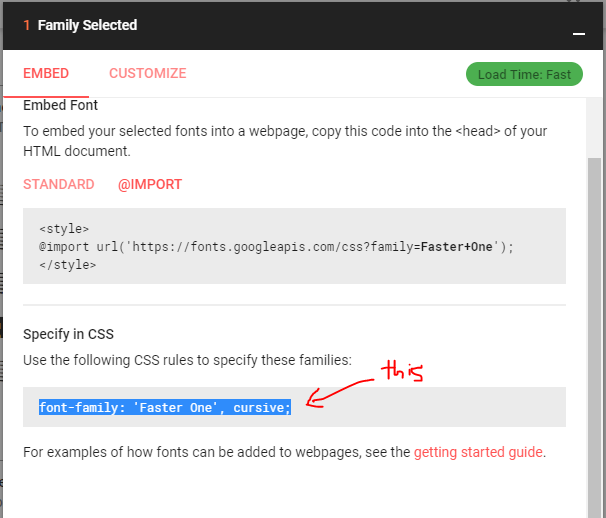 1 Family Selected
EMBED CUSTOMIZE Load Time: Fast
Embed Font
To embed your selected fonts into a webpage, copy this code into the <head> of your
HTML document.
STANDARD @IMPORT
<style>
@import url('https://fonts.googleapis.com/css?family=Faster+One');
</style>
Specify in CSS
Use the following CSS rules to specify these families:
this
font-family: 'Faster One', cursive;
For examples of how fonts can be added to webpages, see the getting started guide.